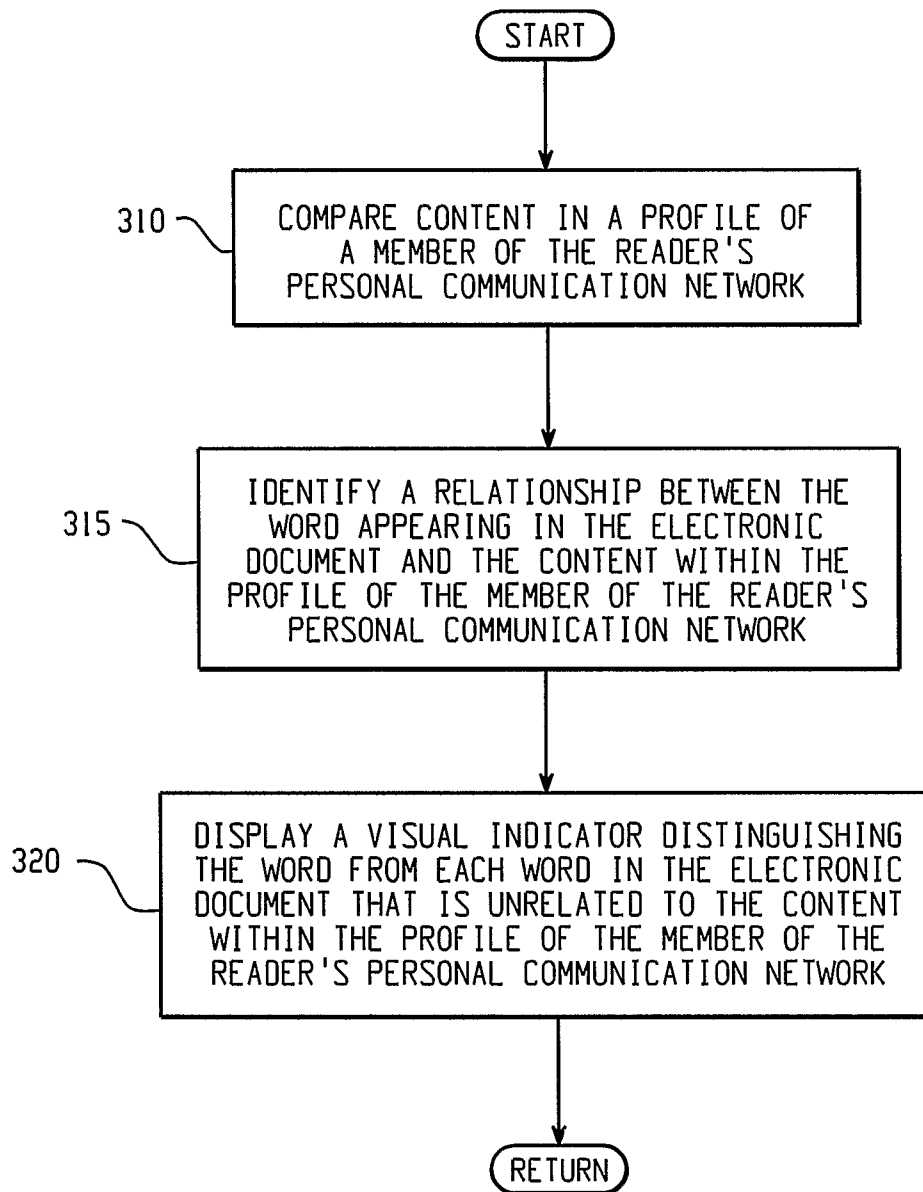 START
310
COMPARE CONTENT IN A PROFILE OF
A MEMBER OF THE READER'S
PERSONAL COMMUNICATION NETWORK
315
IDENTIFY A RELATIONSHIP BETWEEN THE
WORD APPEARING IN THE ELECTRONIC
DOCUMENT AND THE CONTENT WITHIN THE
PROFILE OF THE MEMBER OF THE READER'S
PERSONAL COMMUNICATION NETWORK
320
DISPLAY A VISUAL INDICATOR DISTINGUISHING
THE WORD FROM EACH WORD IN THE ELECTRONIC
DOCUMENT THAT IS UNRELATED TO THE CONTENT
WITHIN THE PROFILE OF THE MEMBER OF THE
READER'S PERSONAL COMMUNICATION NETWORK
RETURN